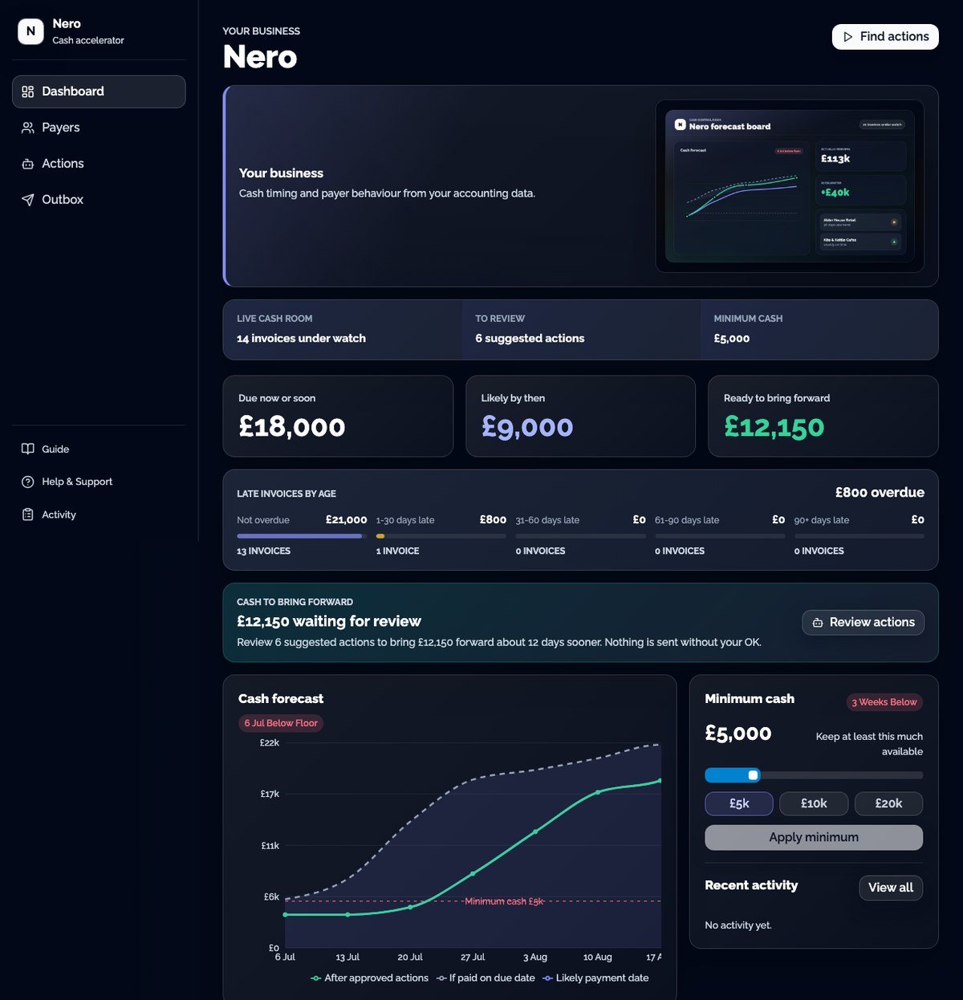 N
Nero
Cash accelerator
Dashboard
Payers
Actions
Outbox
Guide
Help & Support
Activity
YOUR BUSINESS
Nero
Find actions
Your business
Cash timing and payer behaviour from your accounting data.
N
Nero forecast board
Cash forecast
£113k
+£40k
Alder House Retail
Kite & Kettle Cafes
LIVE CASH ROOM
14 invoices under watch
TO REVIEW
6 suggested actions
MINIMUM CASH
£5,000
Due now or soon
£18,000
Likely by then
£9,000
Ready to bring forward
£12,150
LATE INVOICES BY AGE
£800 overdue
Not overdue £21,000
13 INVOICES
1-30 days late £800
1 INVOICE
31-60 days late £0
0 INVOICES
61-90 days late £0
0 INVOICES
90+ days late £0
0 INVOICES
CASH TO BRING FORWARD
£12,150 waiting for review
Review 6 suggested actions to bring £12,150 forward about 12 days sooner. Nothing is sent without your OK.
Review actions
Cash forecast
6 Jul Below Floor
£22k
£17k
£11k
£6k
£0
Minimum cash £5k
6 Jul 13 Jul 20 Jul 27 Jul 3 Aug 10 Aug 17 A
After approved actions If paid on due date Likely payment date
Minimum cash
3 Weeks Below
£5,000
Keep at least this much
available
£5k £10k £20k
Apply minimum
Recent activity
View all
No activity yet.